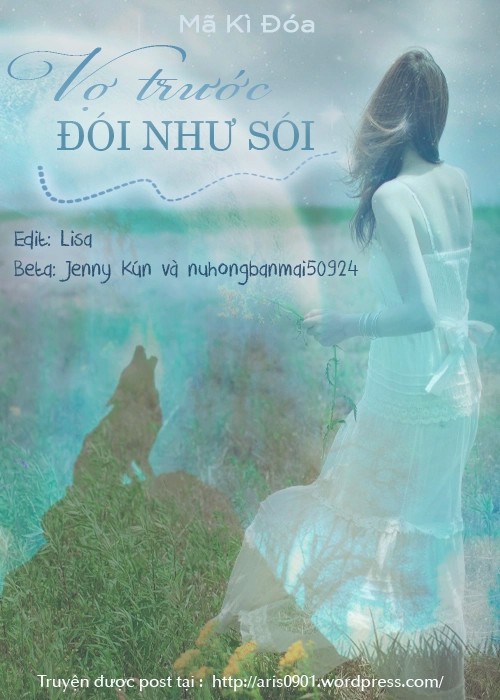 Mã Kì Đóa
Vợ trước
ĐÓI NHƯ SÓI
Edit: Lisa
Beta: Jenny Kún và nuhongbanmai50924
Truyện được post tại : http://aris0901.wordpress.com/